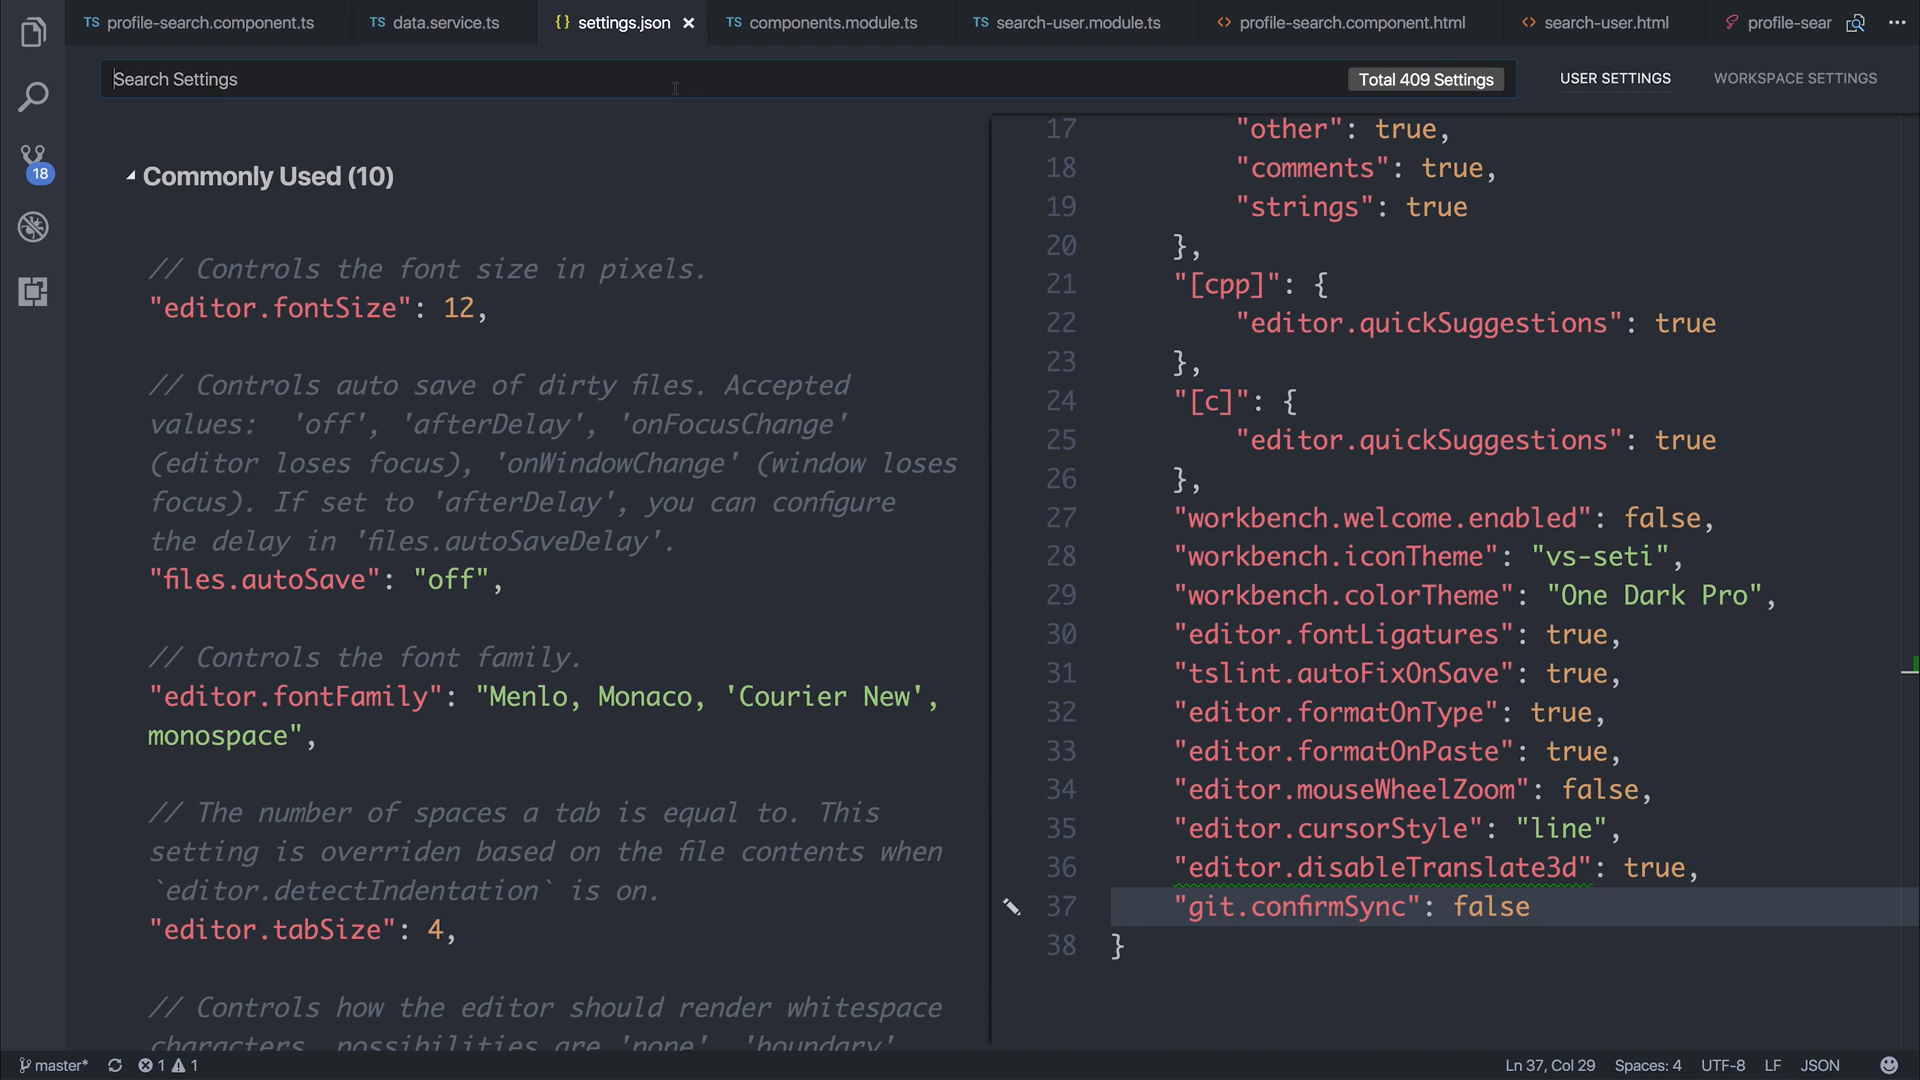 TS profile-search.component.ts TS data.service.ts {} settings.json × TS components.module.ts TS search-user.module.ts <> profile-search.component.html <> search-user.html profile-sear ···
Search Settings Total 409 Settings USER SETTINGS WORKSPACE SETTINGS
18
Commonly Used (10)
// Controls the font size in pixels.
"editor.fontSize": 12,
// Controls auto save of dirty files. Accepted
values:  'off', 'afterDelay', 'onFocusChange'
(editor loses focus), 'onWindowChange' (window loses
focus). If set to 'afterDelay', you can configure
the delay in 'files.autoSaveDelay'.
"files.autoSave": "off",
// Controls the font family.
"editor.fontFamily": "Menlo, Monaco, 'Courier New',
monospace",
// The number of spaces a tab is equal to. This
setting is overriden based on the file contents when
`editor.detectIndentation` is on.
"editor.tabSize": 4,
// Controls how the editor should render whitespace
characters, possibilities are 'none', 'boundary'
17 "other": true,
18 "comments": true,
19 "strings": true
20 },
21 "[cpp]": {
22 "editor.quickSuggestions": true
23 },
24 "[c]": {
25 "editor.quickSuggestions": true
26 },
27 "workbench.welcome.enabled": false,
28 "workbench.iconTheme": "vs-seti",
29 "workbench.colorTheme": "One Dark Pro",
30 "editor.fontLigatures": true,
31 "tslint.autoFixOnSave": true,
32 "editor.formatOnType": true,
33 "editor.formatOnPaste": true,
34 "editor.mouseWheelZoom": false,
35 "editor.cursorStyle": "line",
36 "editor.disableTranslate3d": true,
37 "git.confirmSync": false
38 }
master* 1 1 Ln 37, Col 29 Spaces: 4 UTF-8 LF JSON